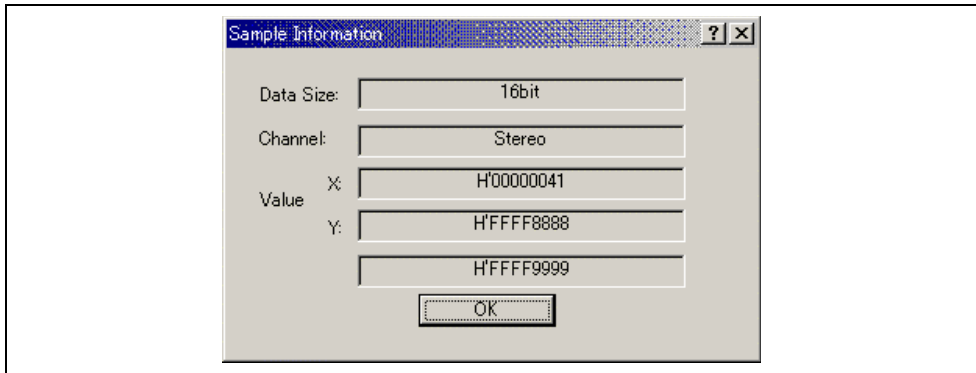 Sample Information
Data Size: 16bit
Channel: Stereo
Value
X: H'00000041
Y: H'FFFF8888
H'FFFF9999
OK